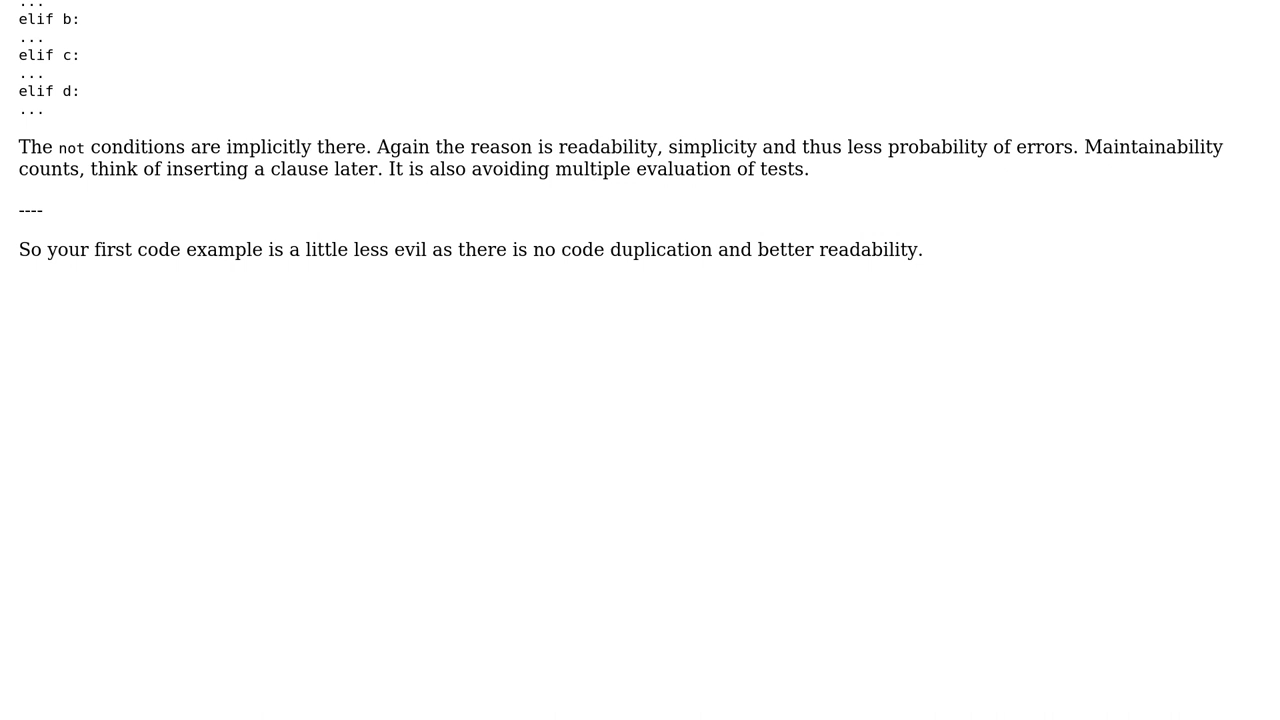 ...
elif b:
...
elif c:
...
elif d:
...
The not conditions are implicitly there. Again the reason is readability, simplicity and thus less probability of errors. Maintainability
counts, think of inserting a clause later. It is also avoiding multiple evaluation of tests.
----
So your first code example is a little less evil as there is no code duplication and better readability.